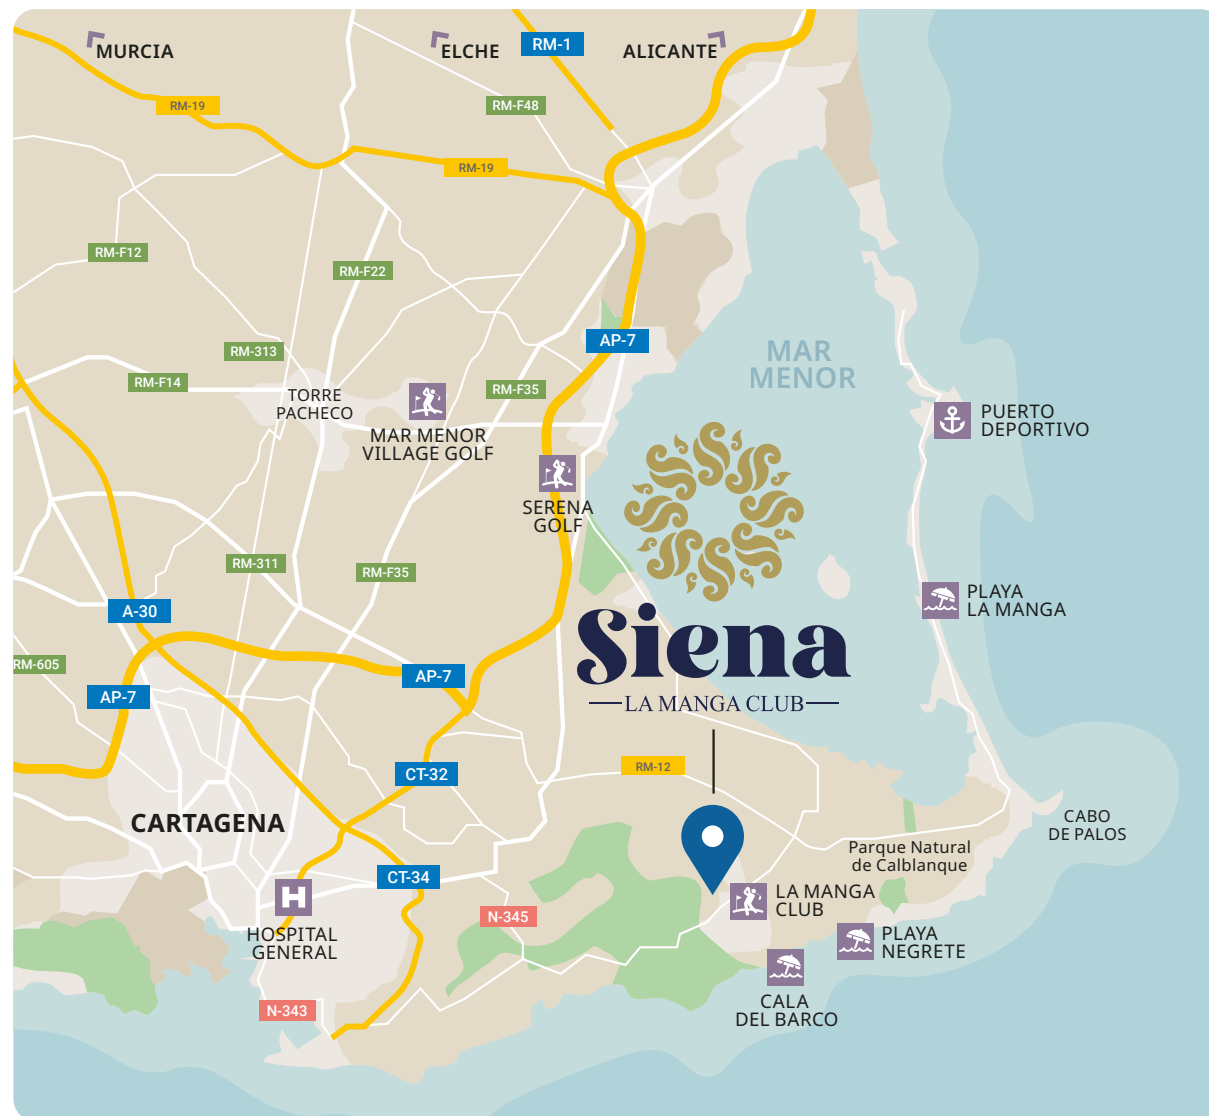 MURCIA
ELCHE
RM-1
ALICANTE
RM-19
RM-F48
RM-19
RM-F12
RM-F22
AP-7
RM-313
MAR
MENOR
RM-F14
TORRE
PACHECO
RM-F35
MAR MENOR
VILLAGE GOLF
PUERTO
DEPORTIVO
SERENA
GOLF
RM-311
RM-F35
A-30
PLAYA
LA MANGA
Siena
LA MANGA CLUB
RM-605
AP-7
AP-7
CT-32
RM-12
CARTAGENA
CABO
DE PALOS
Parque Natural
de Calblanque
CT-34
H
LA MANGA
CLUB
N-345
HOSPITAL
GENERAL
PLAYA
NEGRETE
CALA
DEL BARCO
N-343